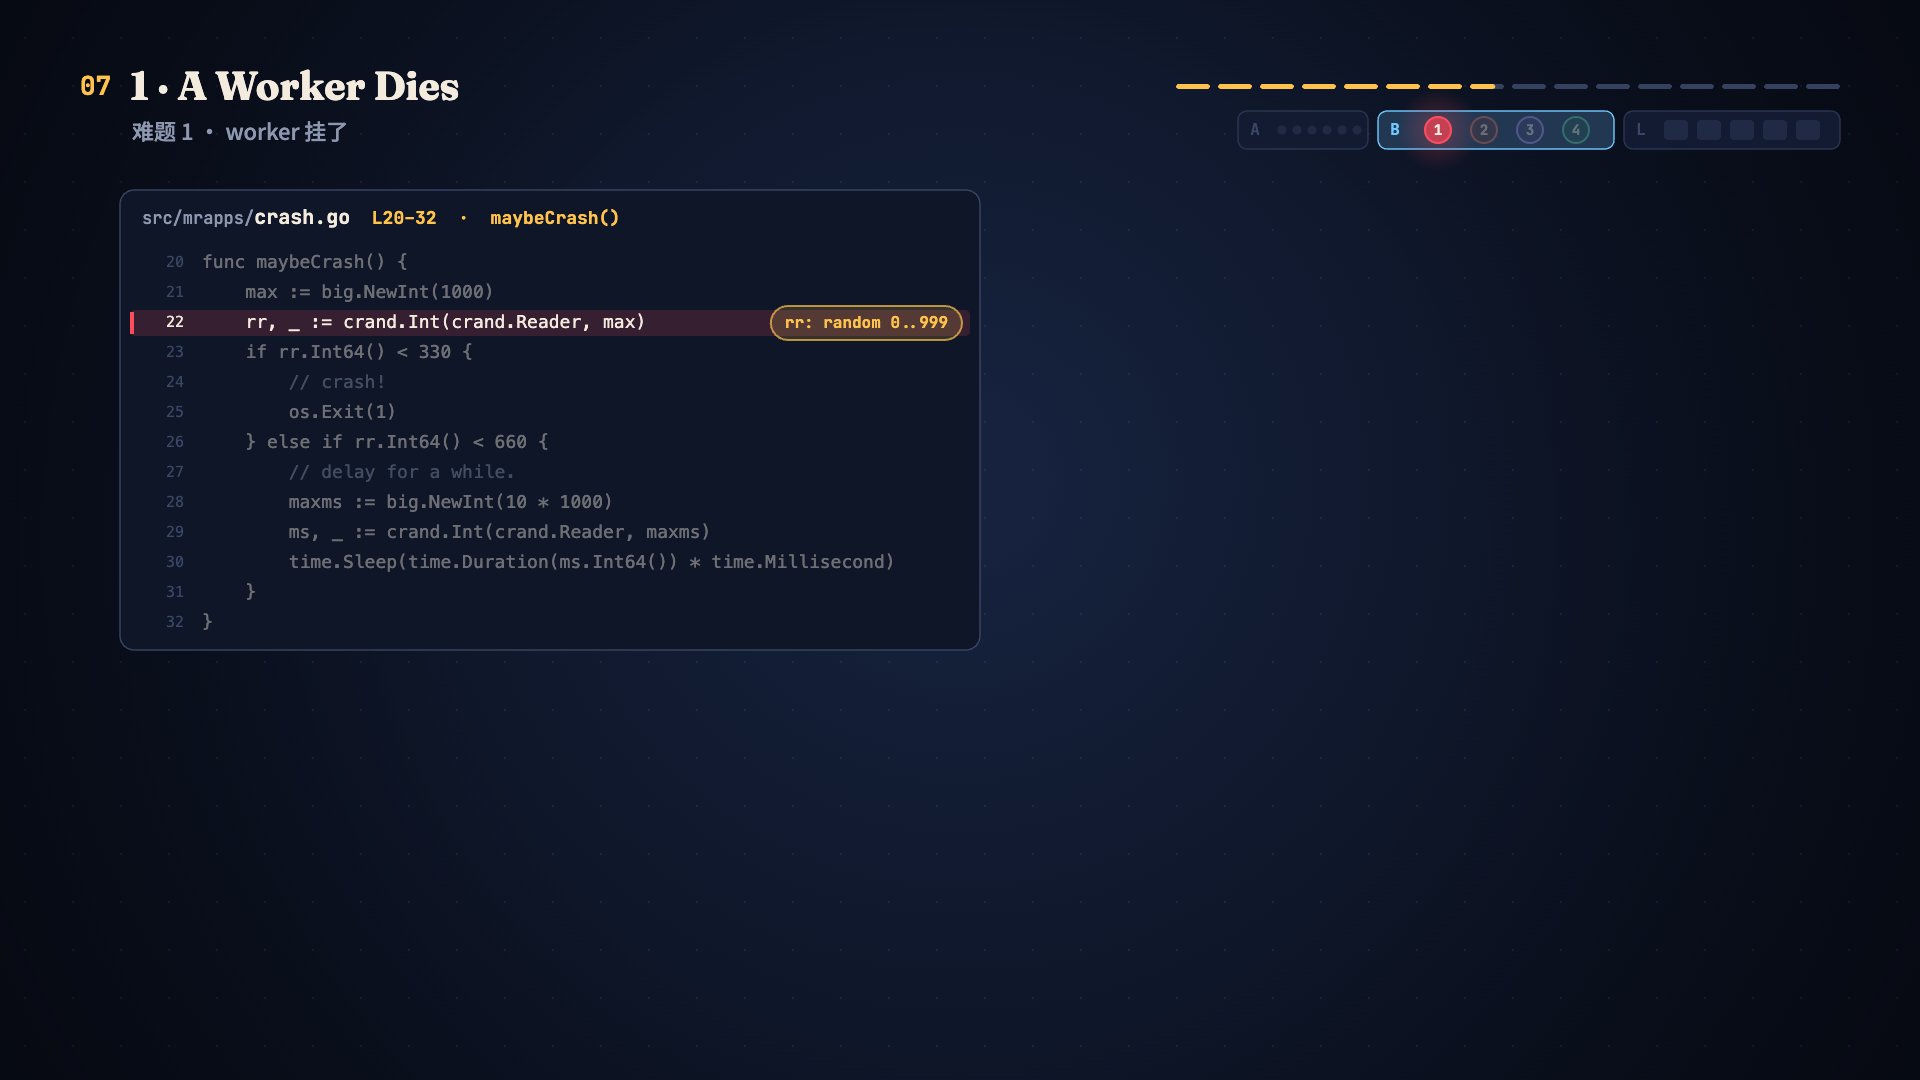 07 1 · A Worker Dies
难题 1 · worker 挂了
A B 1 2 3 4 L
src/mrapps/crash.go L20-32 · maybeCrash()
20 func maybeCrash() {
21 max := big.NewInt(1000)
22 rr, _ := crand.Int(crand.Reader, max) rr: random 0..999
23 if rr.Int64() < 330 {
24 // crash!
25 os.Exit(1)
26 } else if rr.Int64() < 660 {
27 // delay for a while.
28 maxms := big.NewInt(10 * 1000)
29 ms, _ := crand.Int(crand.Reader, maxms)
30 time.Sleep(time.Duration(ms.Int64()) * time.Millisecond)
31 }
32 }